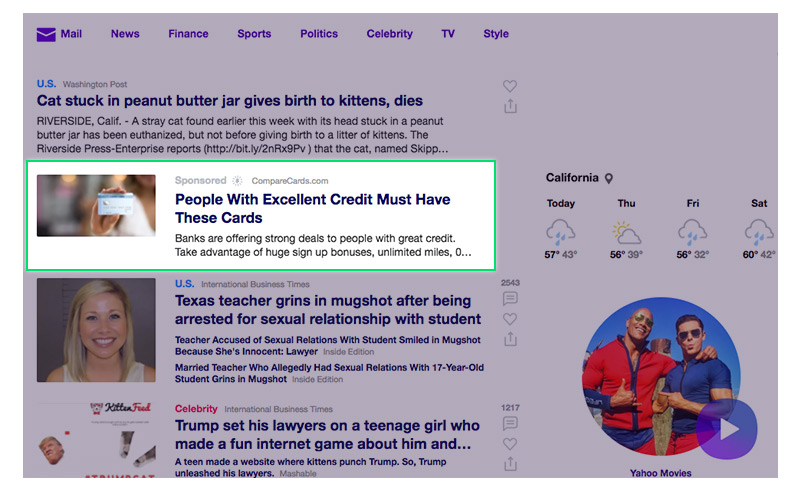 Mail News Finance Sports Politics Celebrity TV Style
U.S. Washington Post
Cat stuck in peanut butter jar gives birth to kittens, dies
RIVERSIDE, Calif. - A stray cat found earlier this week with its head stuck in a peanut
butter jar has been euthanized, but not before giving birth to a litter of kittens. The
Riverside Press-Enterprise reports (http://bit.ly/2nRx9Pv ) that the cat, named Skipp...
Sponsored CompareCards.com
People With Excellent Credit Must Have
These Cards
Banks are offering strong deals to people with great credit.
Take advantage of huge sign up bonuses, unlimited miles, 0...
California
Today Thu Fri Sat
57° 43° 56° 39° 56° 32° 60° 42°
U.S. International Business Times
2543
Texas teacher grins in mugshot after being
arrested for sexual relationship with student
Teacher Accused of Sexual Relations With Student Smiled in Mugshot
Because She's Innocent: Lawyer Inside Edition
Married Teacher Who Allegedly Had Sexual Relations With 17-Year-Old
Student Grins in Mugshot Inside Edition
KittenFeed
#TRUMPCAT
Celebrity International Business Times
1217
Trump set his lawyers on a teenage girl who
made a fun internet game about him and...
A teen made a website where kittens punch Trump. So, Trump
unleashed his lawyers. Mashable
Yahoo Movies